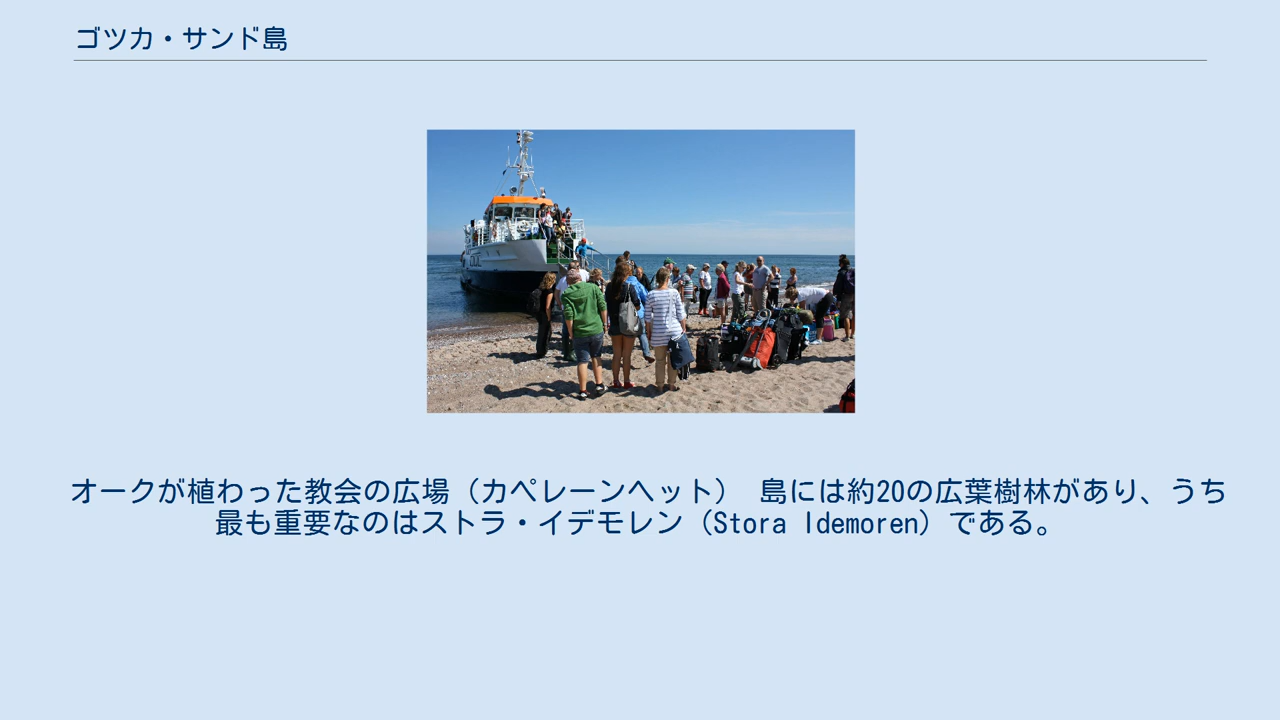 ゴツカ・サンド島
オークが植わった教会の広場（カペレーンヘット）　島には約20の広葉樹林があり、うち
最も重要なのはストラ・イデモレン（Stora Idemoren）である。